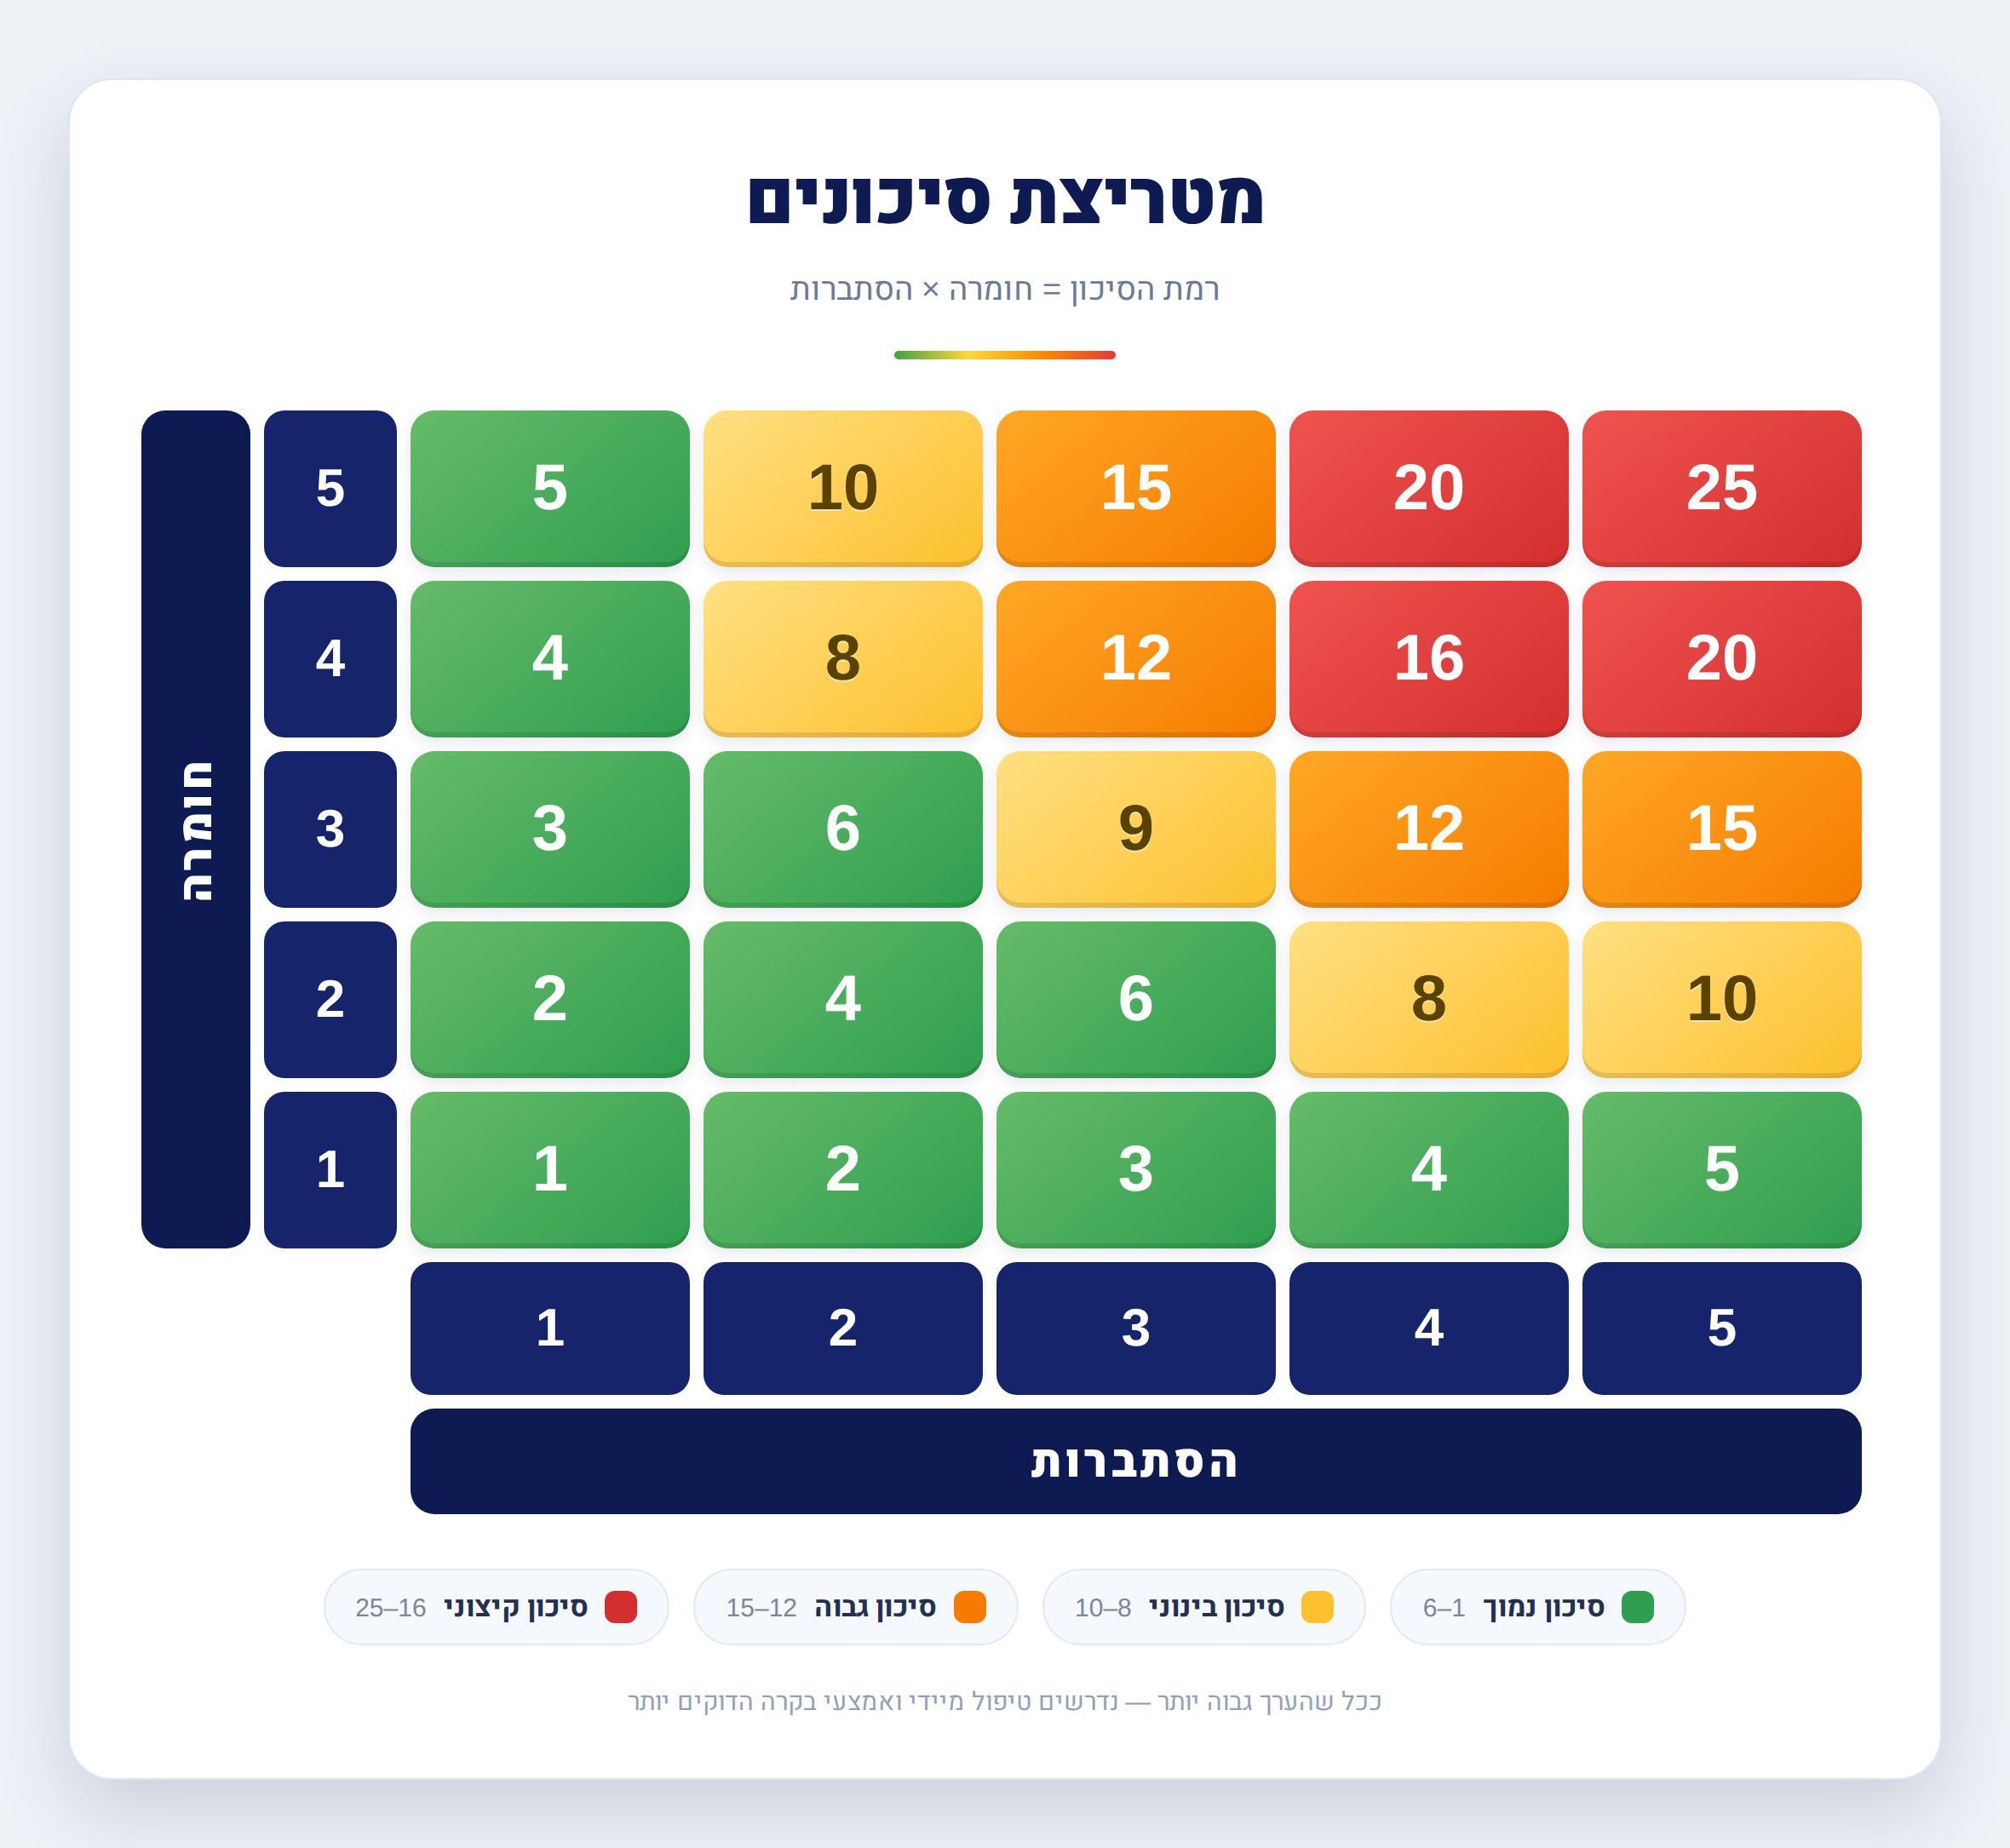 מטריצת סיכונים
רמת הסיכון = חומרה × הסתברות
חומרה
5 5 10 15 20 25
4 4 8 12 16 20
3 3 6 9 12 15
2 2 4 6 8 10
1 1 2 3 4 5
1 2 3 4 5
הסתברות
סיכון נמוך 1–6
סיכון בינוני 8–10
סיכון גבוה 12–15
סיכון קיצוני 16–25
ככל שהערך גבוה יותר — נדרשים טיפול מיידי ואמצעי בקרה הדוקים יותר